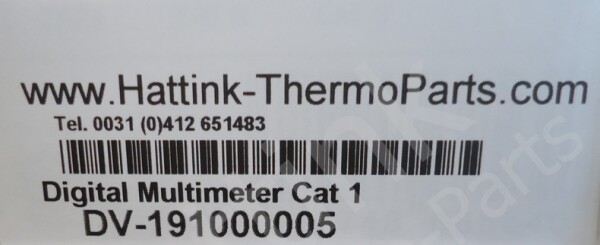 www.Hattink-ThermoParts.com
Tel. 0031 (0)412 651483
Digital Multimeter Cat 1
DV-191000005